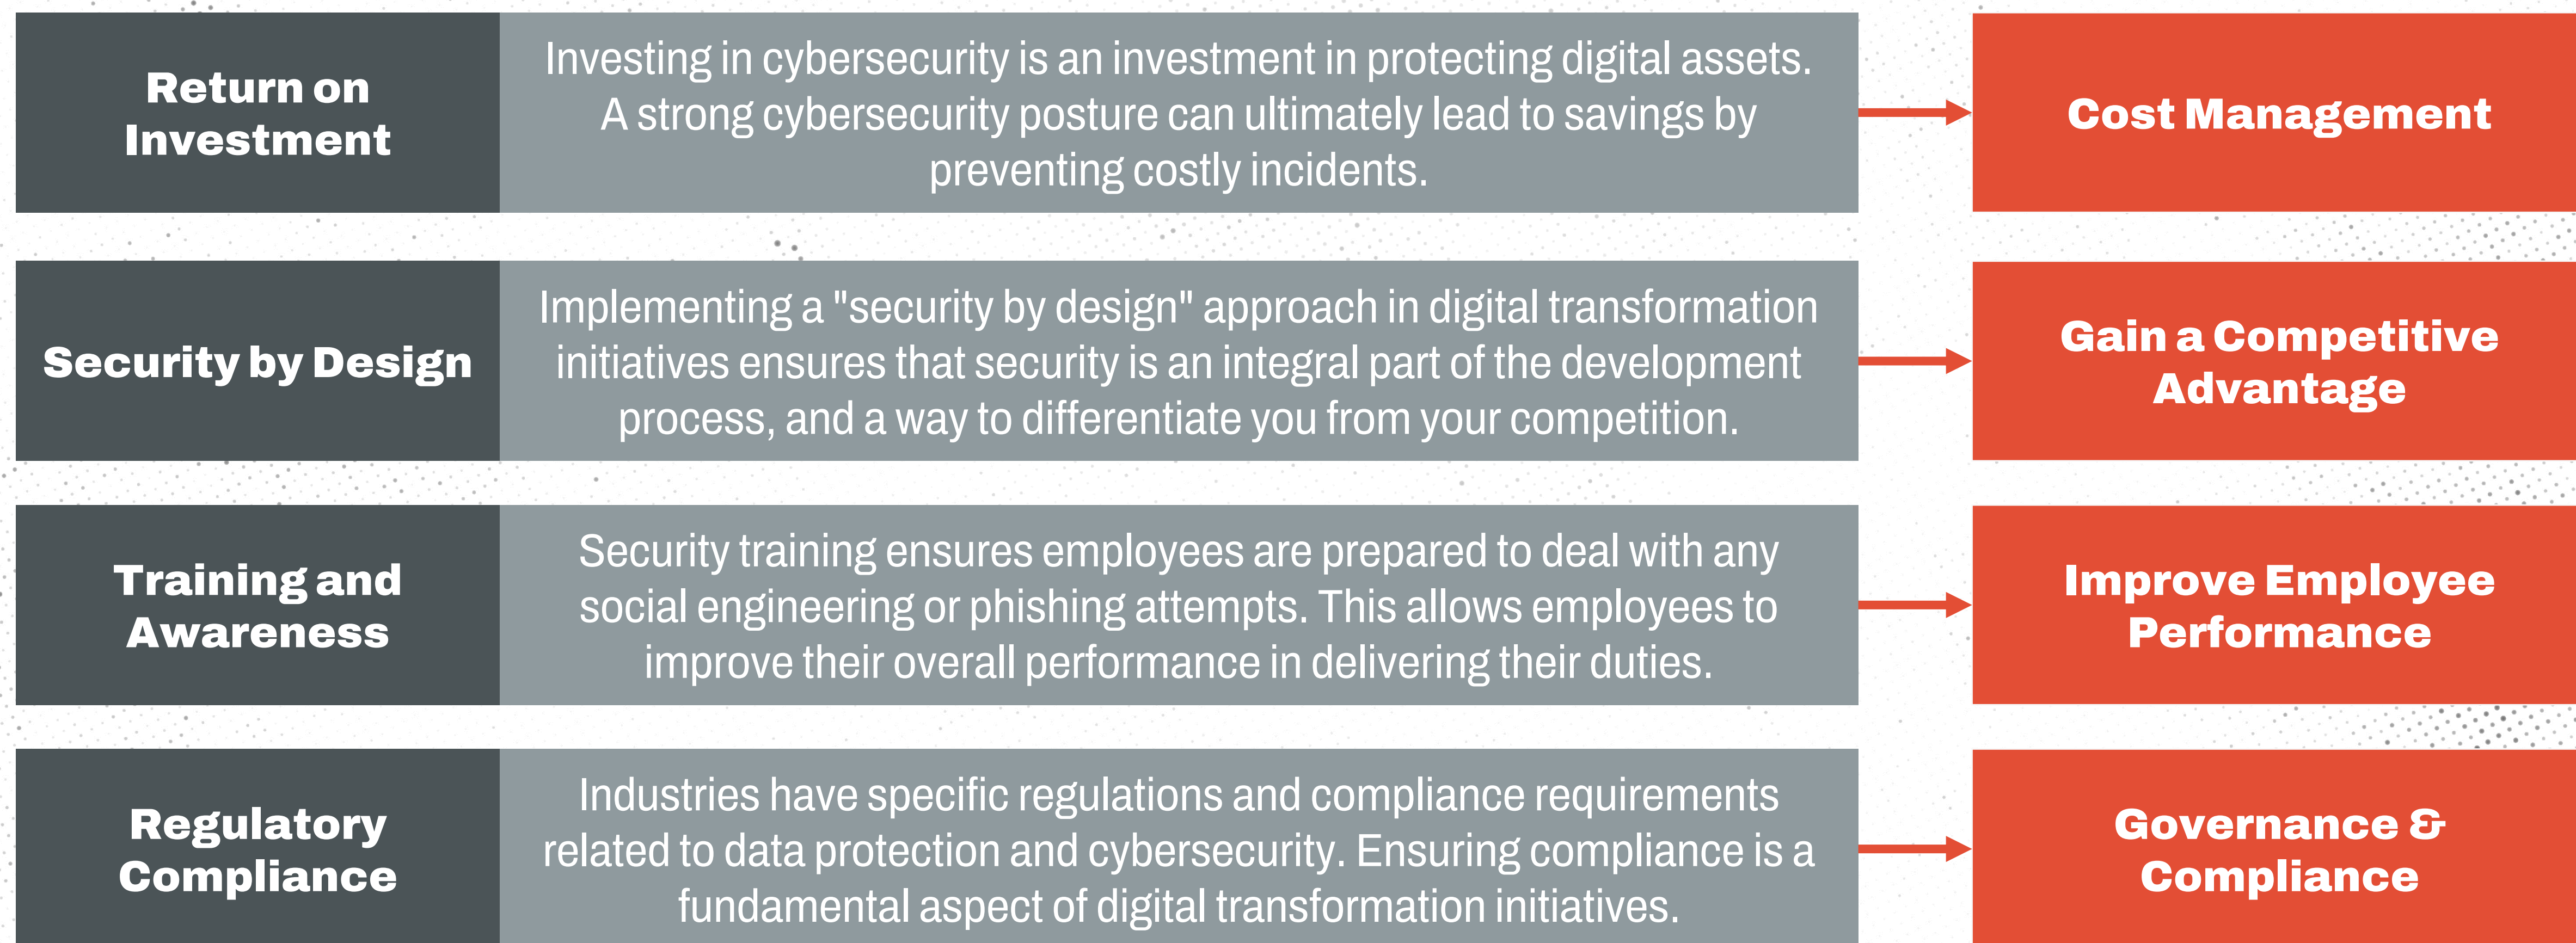 Return on
Investment
Investing in cybersecurity is an investment in protecting digital assets.
A strong cybersecurity posture can ultimately lead to savings by
preventing costly incidents.
Cost Management
Security by Design
Implementing a "security by design" approach in digital transformation
initiatives ensures that security is an integral part of the development
process, and a way to differentiate you from your competition.
Gain a Competitive
Advantage
Training and
Awareness
Security training ensures employees are prepared to deal with any
social engineering or phishing attempts. This allows employees to
improve their overall performance in delivering their duties.
Improve Employee
Performance
Regulatory
Compliance
Industries have specific regulations and compliance requirements
related to data protection and cybersecurity. Ensuring compliance is a
fundamental aspect of digital transformation initiatives.
Governance &
Compliance